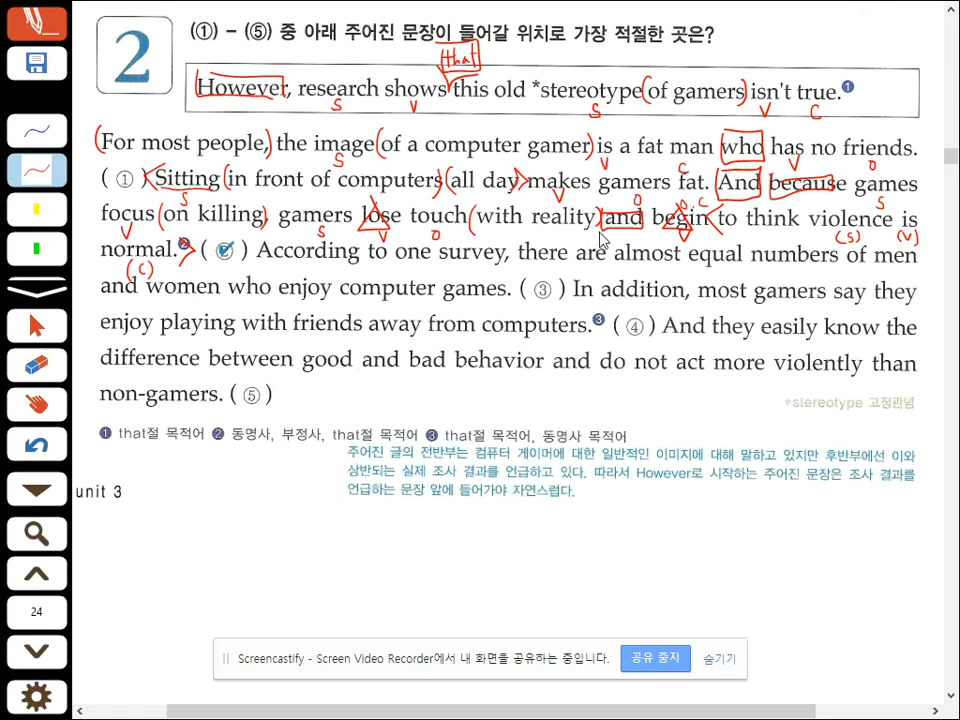 2
(①) – (⑤) 중 아래 주어진 문장이 들어갈 위치로 가장 적절한 곳은?
that
However, research shows this old *stereotype of gamers isn't true.❶
S V S V C
For most people, the image of a computer gamer is a fat man who has no friends.
S V C V O
( ① ) Sitting in front of computers all day makes gamers fat. And because games
S V O C S
focus on killing, gamers lose touch with reality and begin to think violence is
V S V O V O (S) (V)
normal.❷ ( ② ) According to one survey, there are almost equal numbers of men
(C)
and women who enjoy computer games. ( ③ ) In addition, most gamers say they
enjoy playing with friends away from computers.❸ ( ④ ) And they easily know the
difference between good and bad behavior and do not act more violently than
non-gamers. ( ⑤ )
*stereotype 고정관념
❶ that절 목적어 ❷ 동명사, 부정사, that절 목적어 ❸ that절 목적어, 동명사 목적어
주어진 글의 전반부는 컴퓨터 게이머에 대한 일반적인 이미지에 대해 말하고 있지만 후반부에선 이와
상반되는 실제 조사 결과를 언급하고 있다. 따라서 However로 시작하는 주어진 문장은 조사 결과를
언급하는 문장 앞에 들어가야 자연스럽다.
unit 3
24
Screencastify - Screen Video Recorder에서 내 화면을 공유하는 중입니다. 공유 중지 숨기기